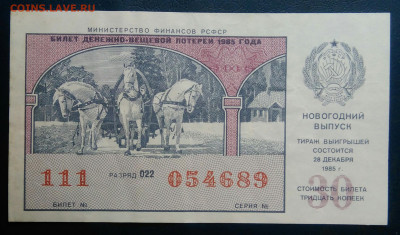 COINS.LAVE.RU
МИНИСТЕРСТВО ФИНАНСОВ РСФСР
БИЛЕТ ДЕНЕЖНО-ВЕЩЕВОЙ ЛОТЕРЕИ 1985 ГОДА
НОВОГОДНИЙ
ВЫПУСК
ТИРАЖ ВЫИГРЫШЕЙ
СОСТОИТСЯ
28 ДЕКАБРЯ
1985 г.
111 РАЗРЯД 022 054689
30
СТОИМОСТЬ БИЛЕТА
ТРИДЦАТЬ КОПЕЕК
БИЛЕТ № СЕРИЯ №